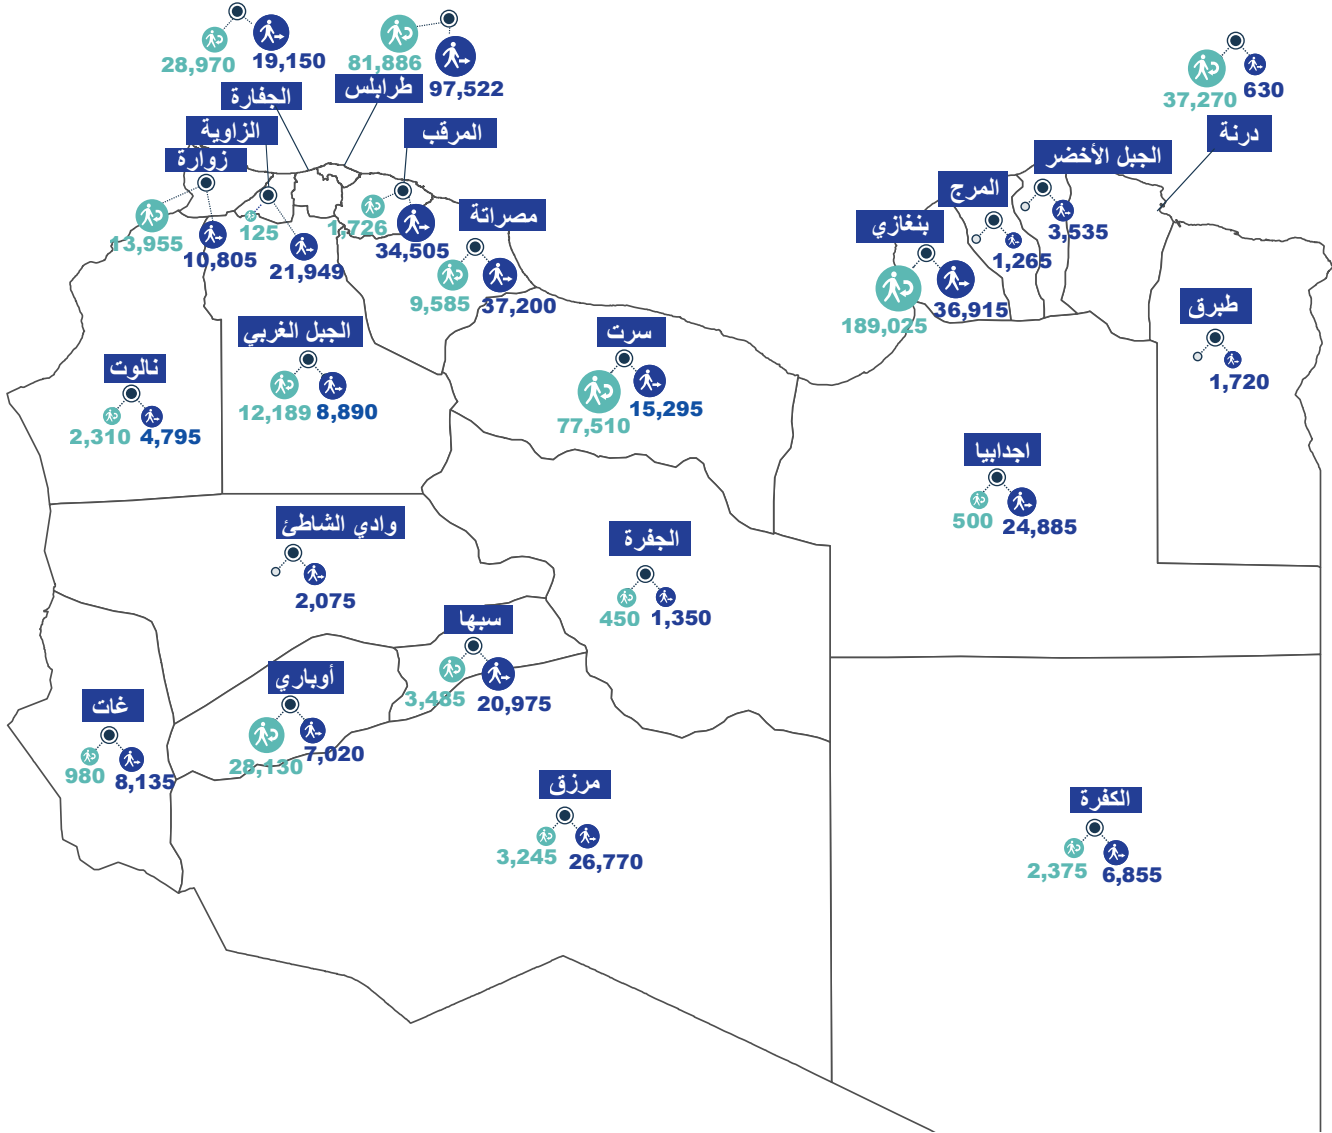 28,970
19,150
81,886
97,522
37,270
630
الجفارة
طرابلس
الزاوية
المرقب
درنة
زوارة
الجبل الأخضر
المرج
مصراتة
بنغازي
13,955
10,805
125
21,949
1,726
34,505
3,535
1,265
9,585
37,200
189,025
36,915
الجبل الغربي
سرت
طبرق
نالوت
12,189
8,890
77,510
15,295
1,720
2,310
4,795
اجدابيا
500
24,885
وادي الشاطئ
الجفرة
2,075
450
1,350
سبها
3,485
20,975
أوباري
غات
28,130
7,020
980
8,135
مرزق
3,245
26,770
الكفرة
2,375
6,855